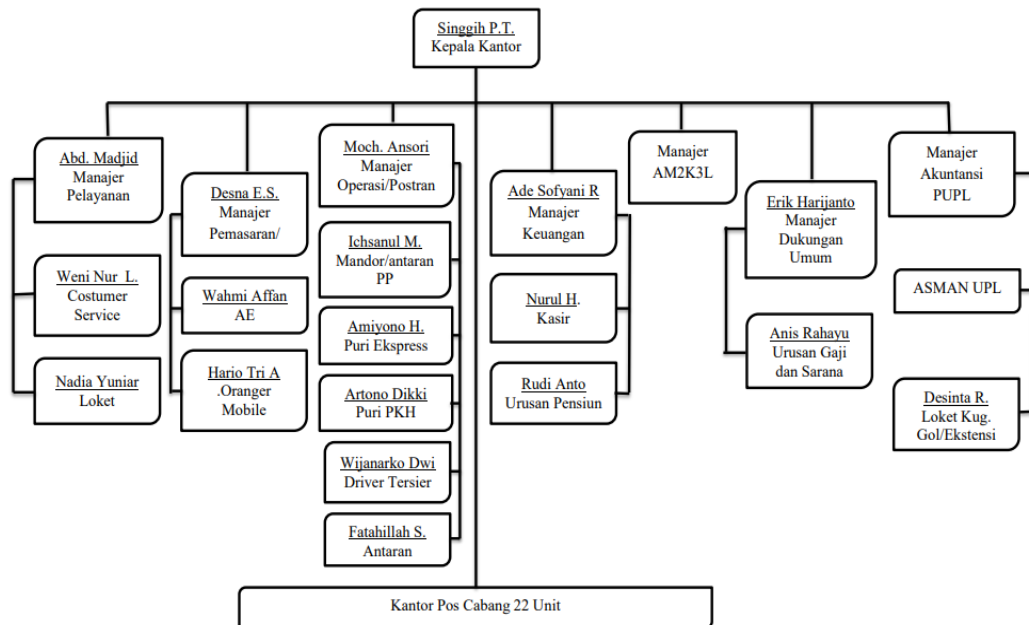 Singgih P.T.
Kepala Kantor
Abd. Madjid
Manajer
Pelayanan
Weni Nur L.
Costumer
Service
Nadia Yuniar
Loket
Desna E.S.
Manajer
Pemasaran/
Wahmi Affan
AE
Hario Tri A
.Oranger
Mobile
Moch. Ansori
Manajer
Operasi/Postran
Ichsanul M.
Mandor/antaran
PP
Amiyono H.
Puri Ekspress
Artono Dikki
Puri PKH
Wijanarko Dwi
Driver Tersier
Fatahillah S.
Antaran
Ade Sofyani R
Manajer
Keuangan
Nurul H.
Kasir
Rudi Anto
Urusan Pensiun
Manajer
AM2K3L
Erik Harijanto
Manajer
Dukungan
Umum
Anis Rahayu
Urusan Gaji
dan Sarana
Manajer
Akuntansi
PUPL
ASMAN UPL
Desinta R.
Loket Kug.
Gol/Ekstensi
Kantor Pos Cabang 22 Unit